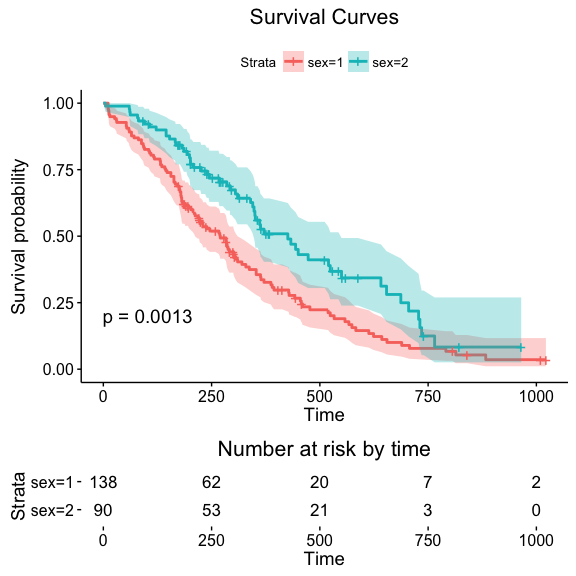 Survival Curves
Strata sex=1 sex=2
Survival probability
1.00
0.75
0.50
0.25
0.00
p = 0.0013
0 250 500 750 1000
Time
Number at risk by time
Strata
sex=1 138 62 20 7 2
sex=2 90 53 21 3 0
0 250 500 750 1000
Time